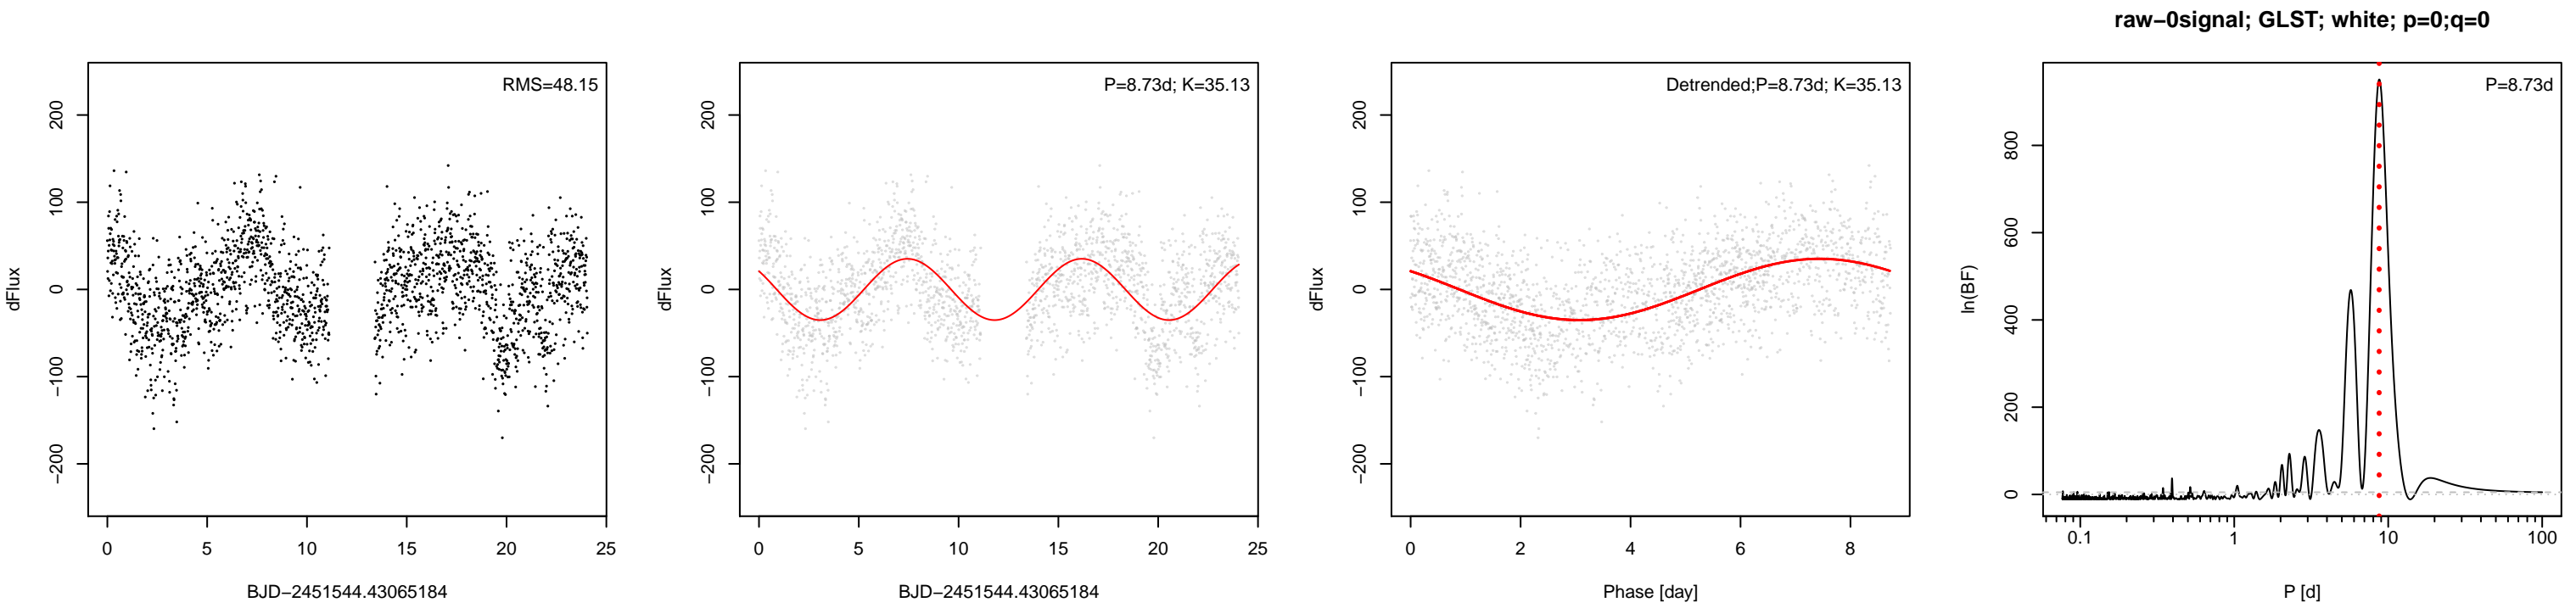 raw−0signal; GLST; white; p=0;q=0
RMS=48.15
dFlux
200
100
0
−100
−200
0 5 10 15 20 25
BJD−2451544.43065184
P=8.73d; K=35.13
dFlux
200
100
0
−100
−200
0 5 10 15 20 25
BJD−2451544.43065184
Detrended;P=8.73d; K=35.13
dFlux
200
100
0
−100
−200
0 2 4 6 8
Phase [day]
P=8.73d
ln(BF)
800
600
400
200
0
0.1 1 10 100
P [d]